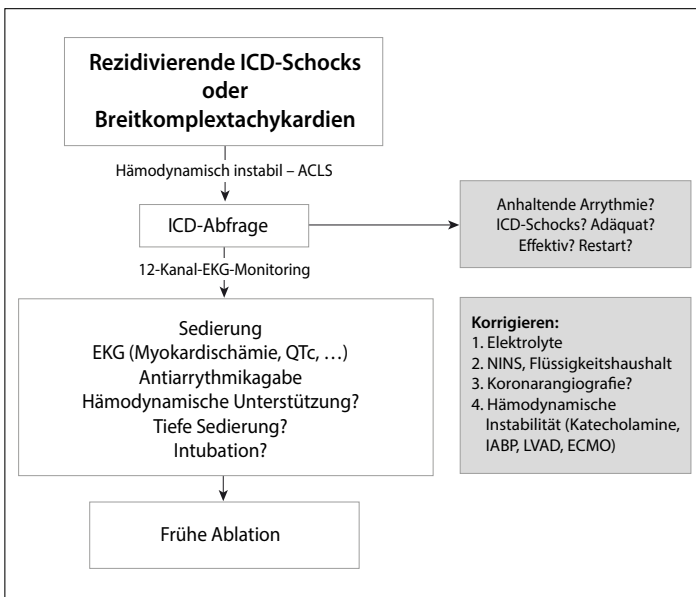 Rezidivierende ICD-Schocks
oder
Breitkomplextachykardien
Hämodynamisch instabil – ACLS
ICD-Abfrage
Anhaltende Arrythmie?
ICD-Schocks? Adäquat?
Effektiv? Restart?
12-Kanal-EKG-Monitoring
Sedierung
EKG (Myokardischämie, QTc, ...)
Antiarrythmikagabe
Hämodynamische Unterstützung?
Tiefe Sedierung?
Intubation?
Korrigieren:
1. Elektrolyte
2. NINS, Flüssigkeitshaushalt
3. Koronarangiografie?
4. Hämodynamische
Instabilität (Katecholamine,
IABP, LVAD, ECMO)
Frühe Ablation